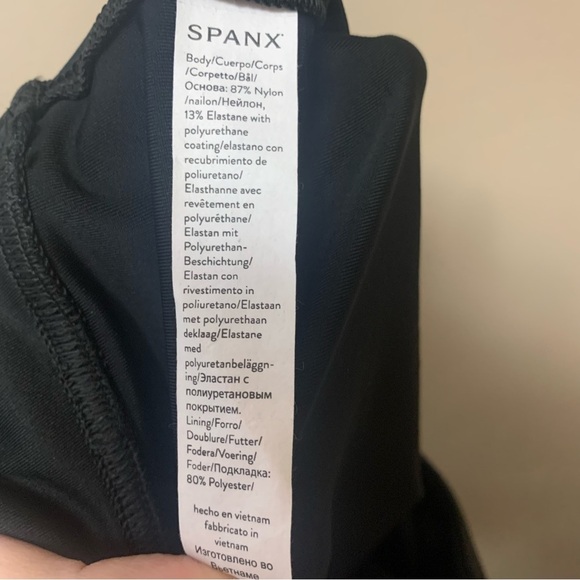 SPANX
Body/Cuerpo/Corps
/Corpetto/Bål/
Основа: 87% Nylon
/nailon/Нейлон,
13% Elastane with
polyurethane
coating/elastano con
recubrimiento de
poliuretano/
Elasthanne avec
revêtement en
polyuréthane/
Elastan mit
Polyurethan-
Beschichtung/
Elastan con
rivestimento in
poliuretano/Elastaan
met polyurethaan
deklaag/Elastane
med
polyuretanbeläggn-
ing/Эластан с
полиуретановым
покрытием.
Lining/Forro/
Doublure/Futter/
Fodera/Voering/
Foder/Подкладка:
80% Polyester/
hecho en vietnam
fabbricato in
vietnam
Изготовлено во
Вьетнаме